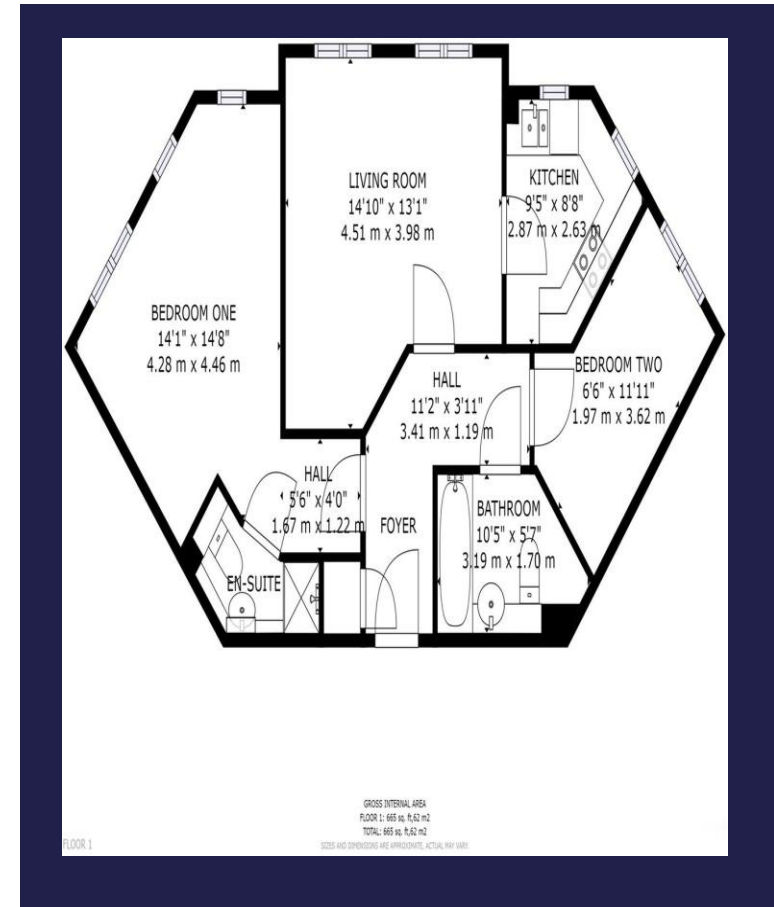 LIVING ROOM
14'10" x 13'1"
4.51 m x 3.98 m
KITCHEN
9'5" x 8'8"
2.87 m x 2.63 m
BEDROOM ONE
14'1" x 14'8"
4.28 m x 4.46 m
HALL
11'2" x 3'11"
3.41 m x 1.19 m
BEDROOM TWO
6'6" x 11'11"
1.97 m x 3.62 m
HALL
5'6" x 4'0"
1.67 m x 1.22 m
FOYER
BATHROOM
10'5" x 5'7"
3.19 m x 1.70 m
EN-SUITE
GROSS INTERNAL AREA
FLOOR 1: 665 sq. ft,62 m2
TOTAL: 665 sq. ft,62 m2
SIZES AND DIMENSIONS ARE APPROXIMATE, ACTUAL MAY VARY.
FLOOR 1